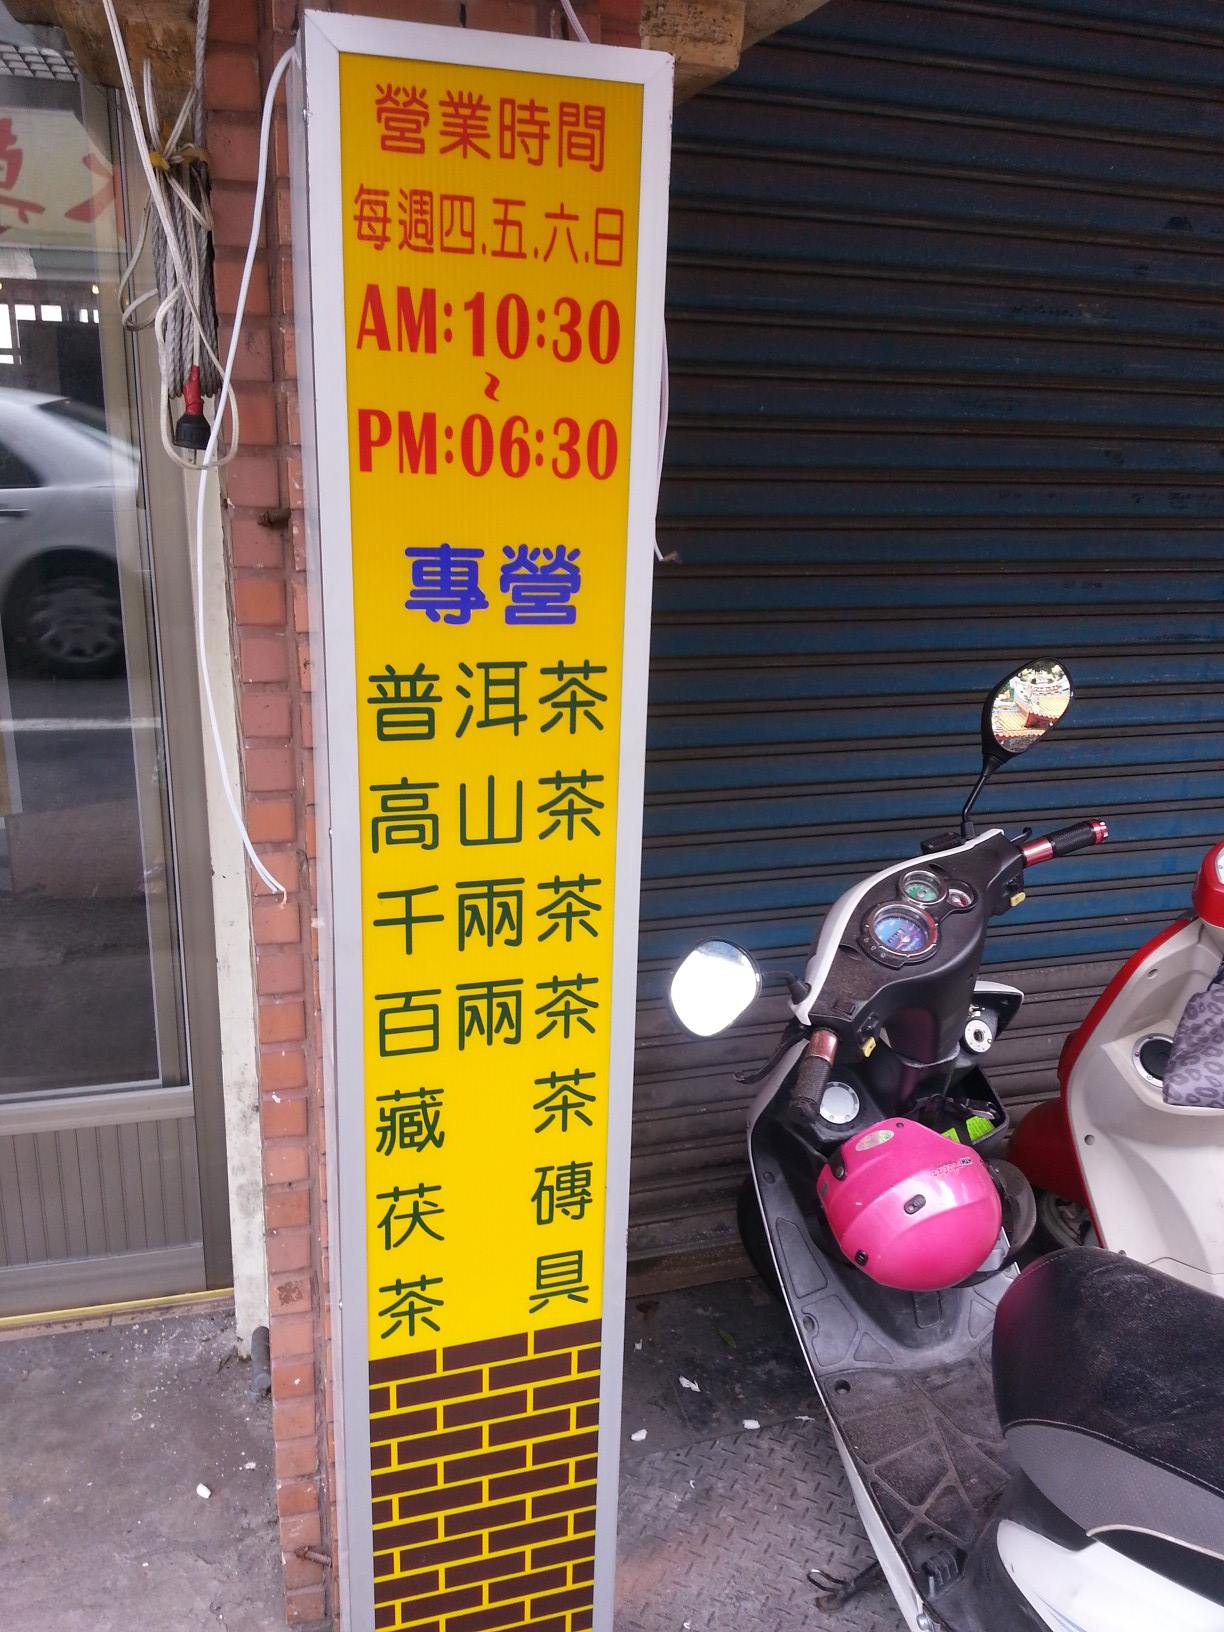 營業時間
每週四.五.六.日
AM:10:30
~
PM:06:30
專營
普洱茶
高山茶
千兩茶
百兩茶
藏茯茶
茶磚具